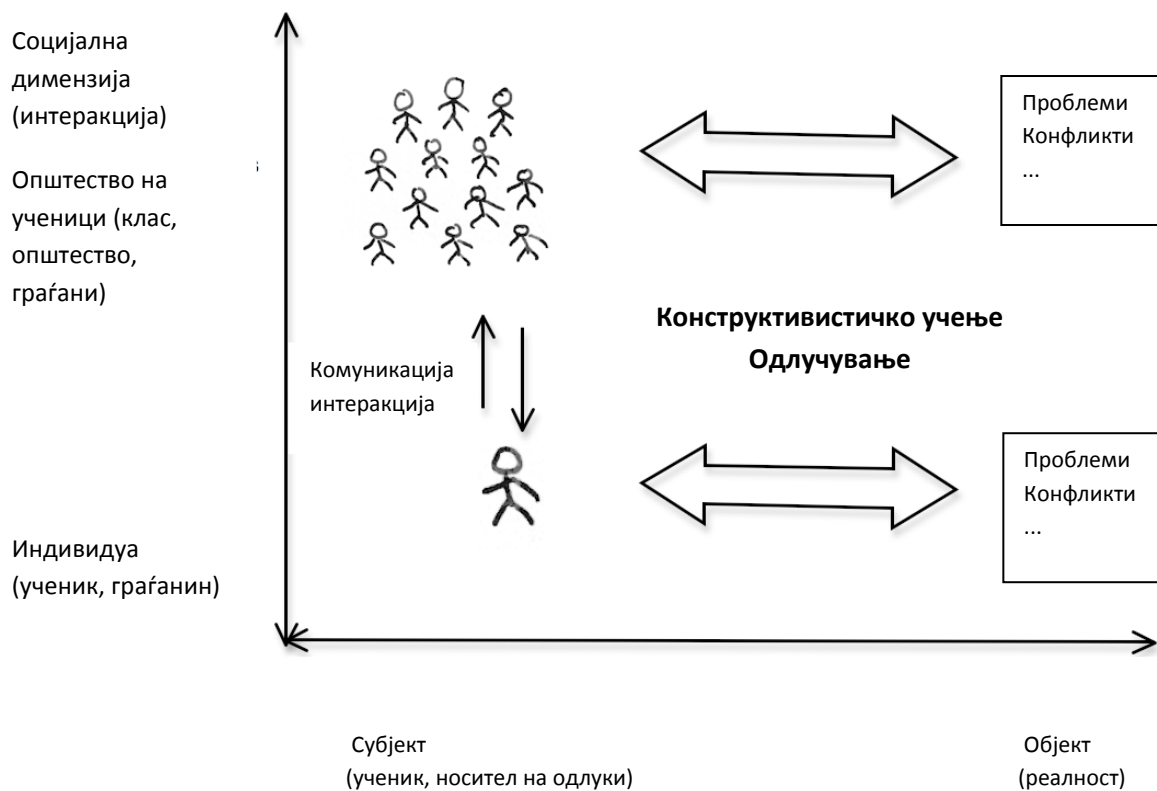 Социјална
димензија
(интеракција)
Општество на
ученици (клас,
општество,
граѓани)
Проблеми
Конфликти
...
Конструктивистичко учење
Одлучување
Комуникација
интеракција
Проблеми
Конфликти
...
Индивидуа
(ученик, граѓанин)
Субјект
(ученик, носител на одлуки)
Објект
(реалност)